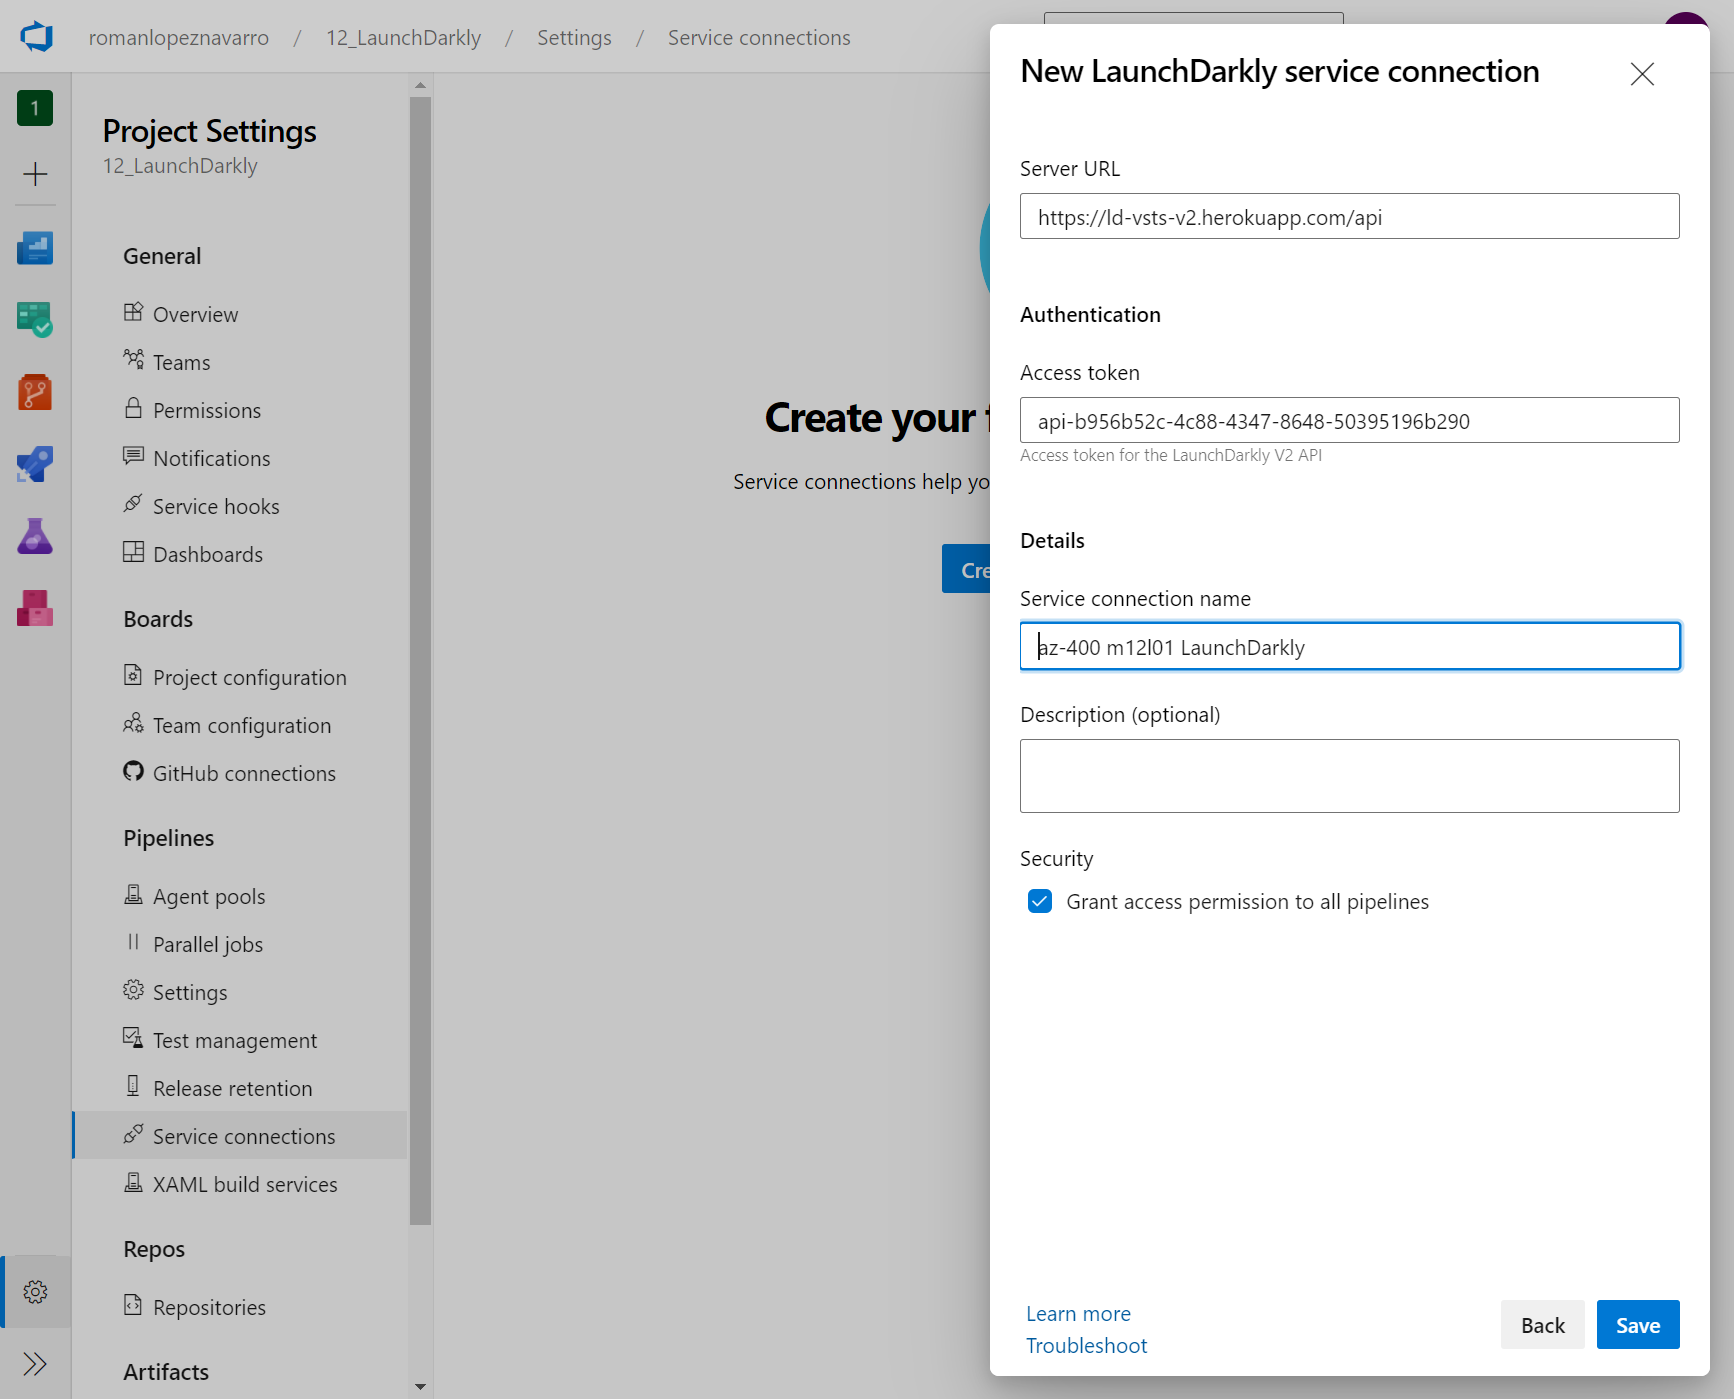 romanlopeznavarro / 12_LaunchDarkly / Settings / Service connections
1
Project Settings
12_LaunchDarkly
General
Overview
Teams
Permissions
Notifications
Service hooks
Dashboards
Boards
Project configuration
Team configuration
GitHub connections
Pipelines
Agent pools
Parallel jobs
Settings
Test management
Release retention
Service connections
XAML build services
Repos
Repositories
Artifacts
Create your
Service connections help yo
Cre
New LaunchDarkly service connection
Server URL
https://ld-vsts-v2.herokuapp.com/api
Authentication
Access token
api-b956b52c-4c88-4347-8648-50395196b290
Access token for the LaunchDarkly V2 API
Details
Service connection name
az-400 m12l01 LaunchDarkly
Description (optional)
Security
Grant access permission to all pipelines
Learn more
Troubleshoot
Back
Save